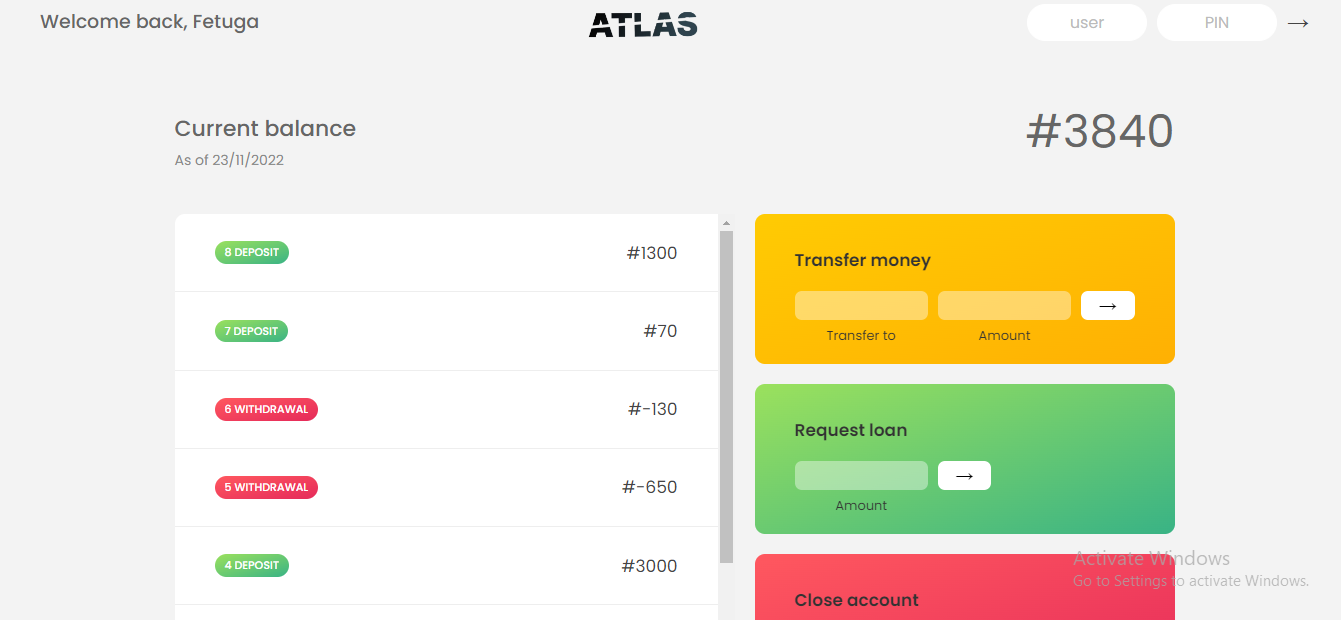 Welcome back, Fetuga
ATLAS
user
PIN
→
Current balance
As of 23/11/2022
#3840
8 DEPOSIT
#1300
7 DEPOSIT
#70
6 WITHDRAWAL
#-130
5 WITHDRAWAL
#-650
4 DEPOSIT
#3000
Transfer money
→
Transfer to
Amount
Request loan
→
Amount
Close account
Activate Windows
Go to Settings to activate Windows.